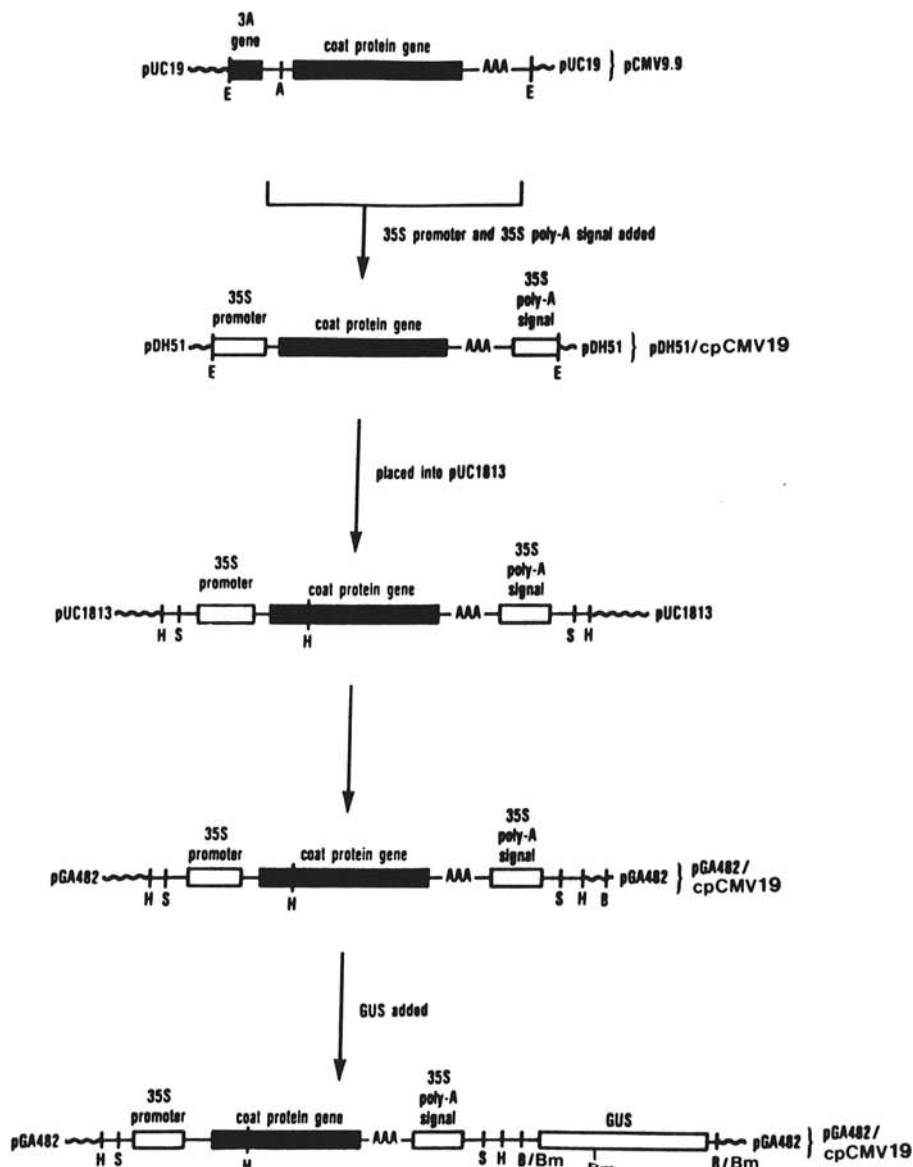 3A
gene
coat protein gene
pUC19
AAA
pUC19 } pCMV9.9
E
A
E
35S promoter and 35S poly-A signal added
35S
promoter
coat protein gene
35S
poly-A
signal
pDH51
AAA
pDH51 } pDH51/cpCMV19
E
E
placed into pUC1813
35S
promoter
coat protein gene
35S
poly-A
signal
pUC1813
AAA
pUC1813
H S
H
S H
35S
promoter
coat protein gene
35S
poly-A
signal
pGA482
AAA
pGA482 } pGA482/
cpCMV19
H S
H
S H B
GUS added
35S
promoter
coat protein gene
35S
poly-A
signal
GUS
pGA482
AAA
pGA482 } pGA482/
cpCMV19
H S
H
S H B/Bm
B/Bm